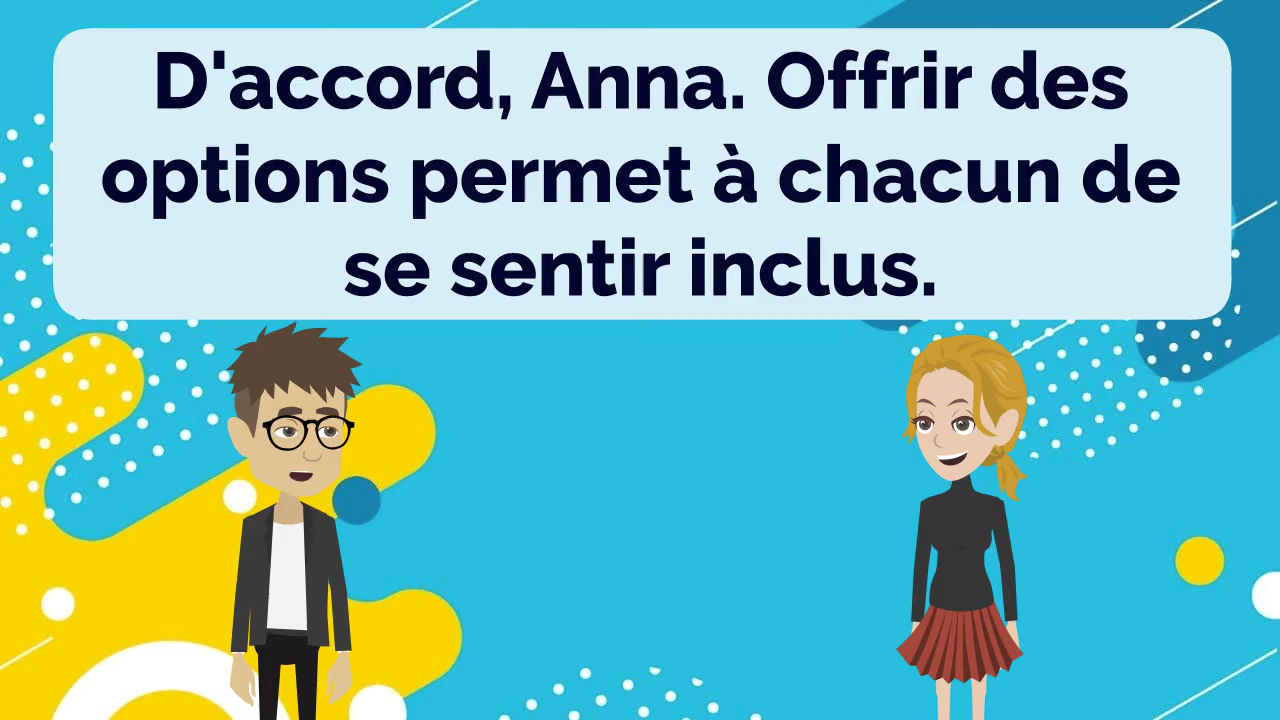 D'accord, Anna. Offrir des
options permet à chacun de
se sentir inclus.